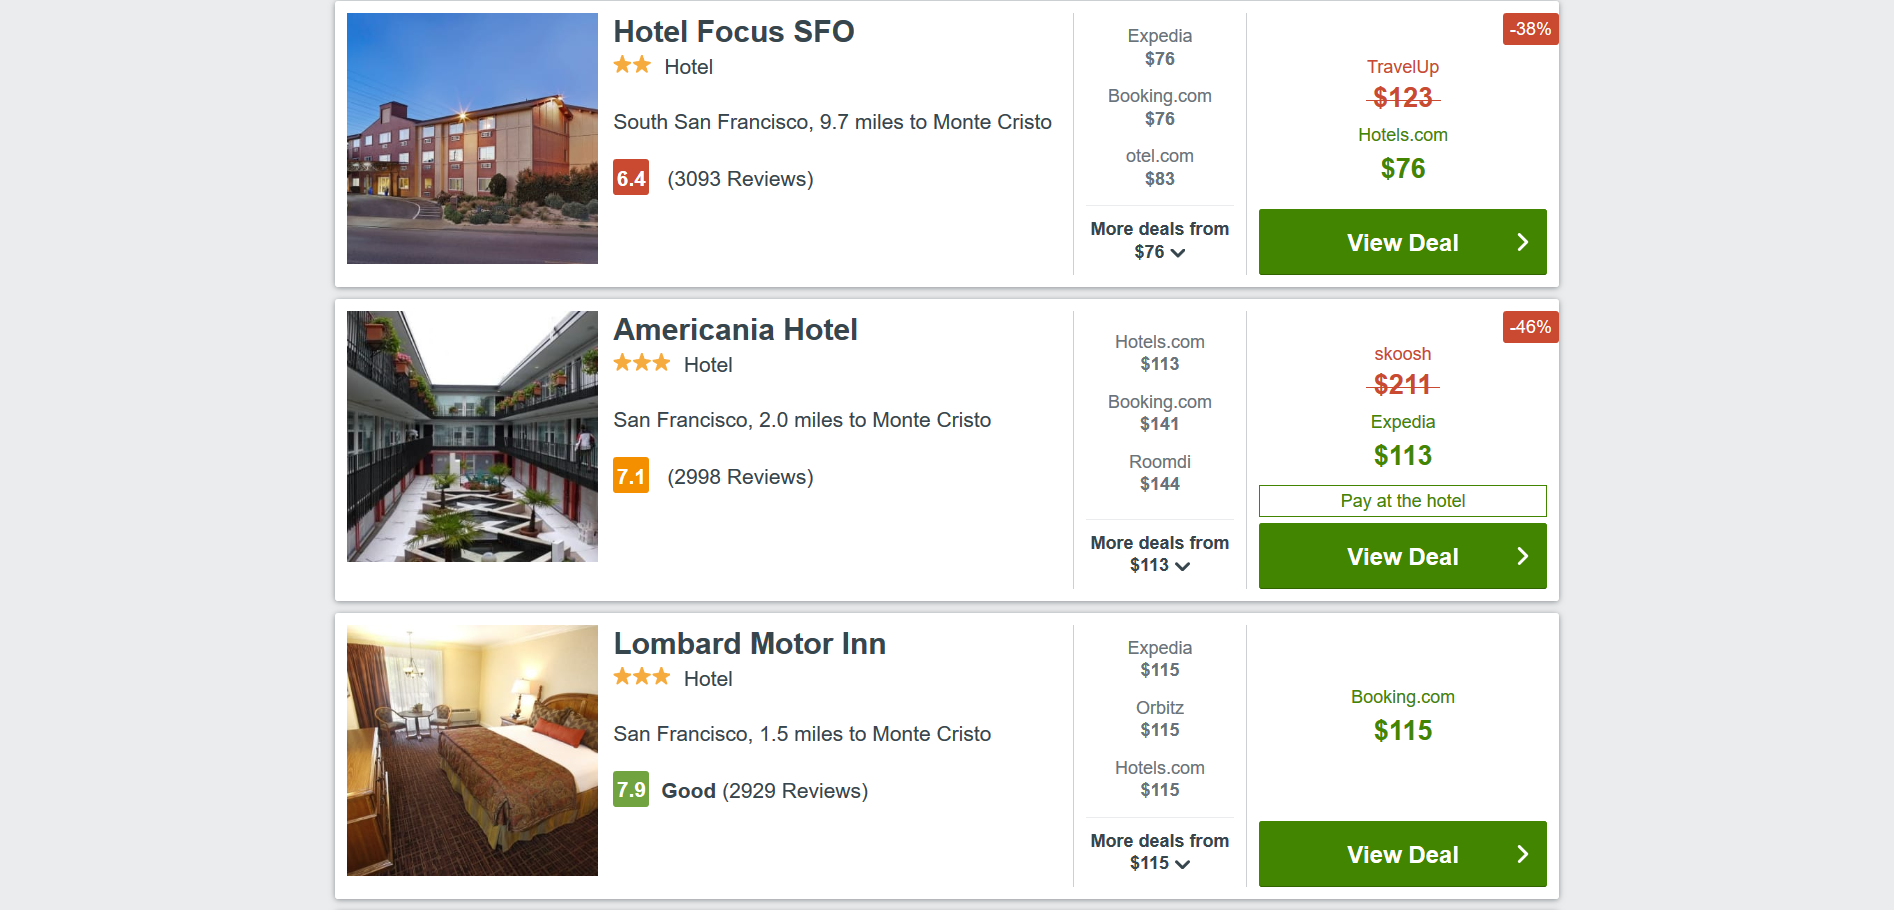 Hotel Focus SFO
Hotel
South San Francisco, 9.7 miles to Monte Cristo
6.4 (3093 Reviews)
Expedia
$76
Booking.com
$76
otel.com
$83
More deals from
$76
-38%
TravelUp
$123
Hotels.com
$76
View Deal
Americania Hotel
Hotel
San Francisco, 2.0 miles to Monte Cristo
7.1 (2998 Reviews)
Hotels.com
$113
Booking.com
$141
Roomdi
$144
More deals from
$113
-46%
skoosh
$211
Expedia
$113
Pay at the hotel
View Deal
Lombard Motor Inn
Hotel
San Francisco, 1.5 miles to Monte Cristo
7.9 Good (2929 Reviews)
Expedia
$115
Orbitz
$115
Hotels.com
$115
More deals from
$115
Booking.com
$115
View Deal